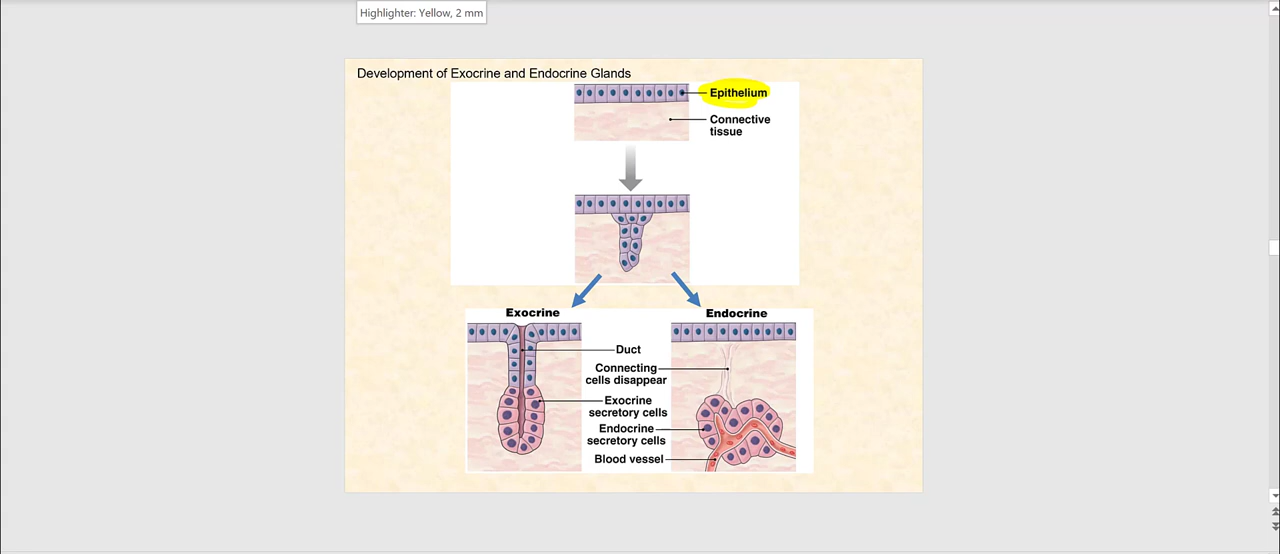 Highlighter: Yellow, 2 mm
Development of Exocrine and Endocrine Glands
Epithelium
Connective
tissue
Exocrine
Endocrine
Duct
Connecting
cells disappear
Exocrine
secretory cells
Endocrine
secretory cells
Blood vessel